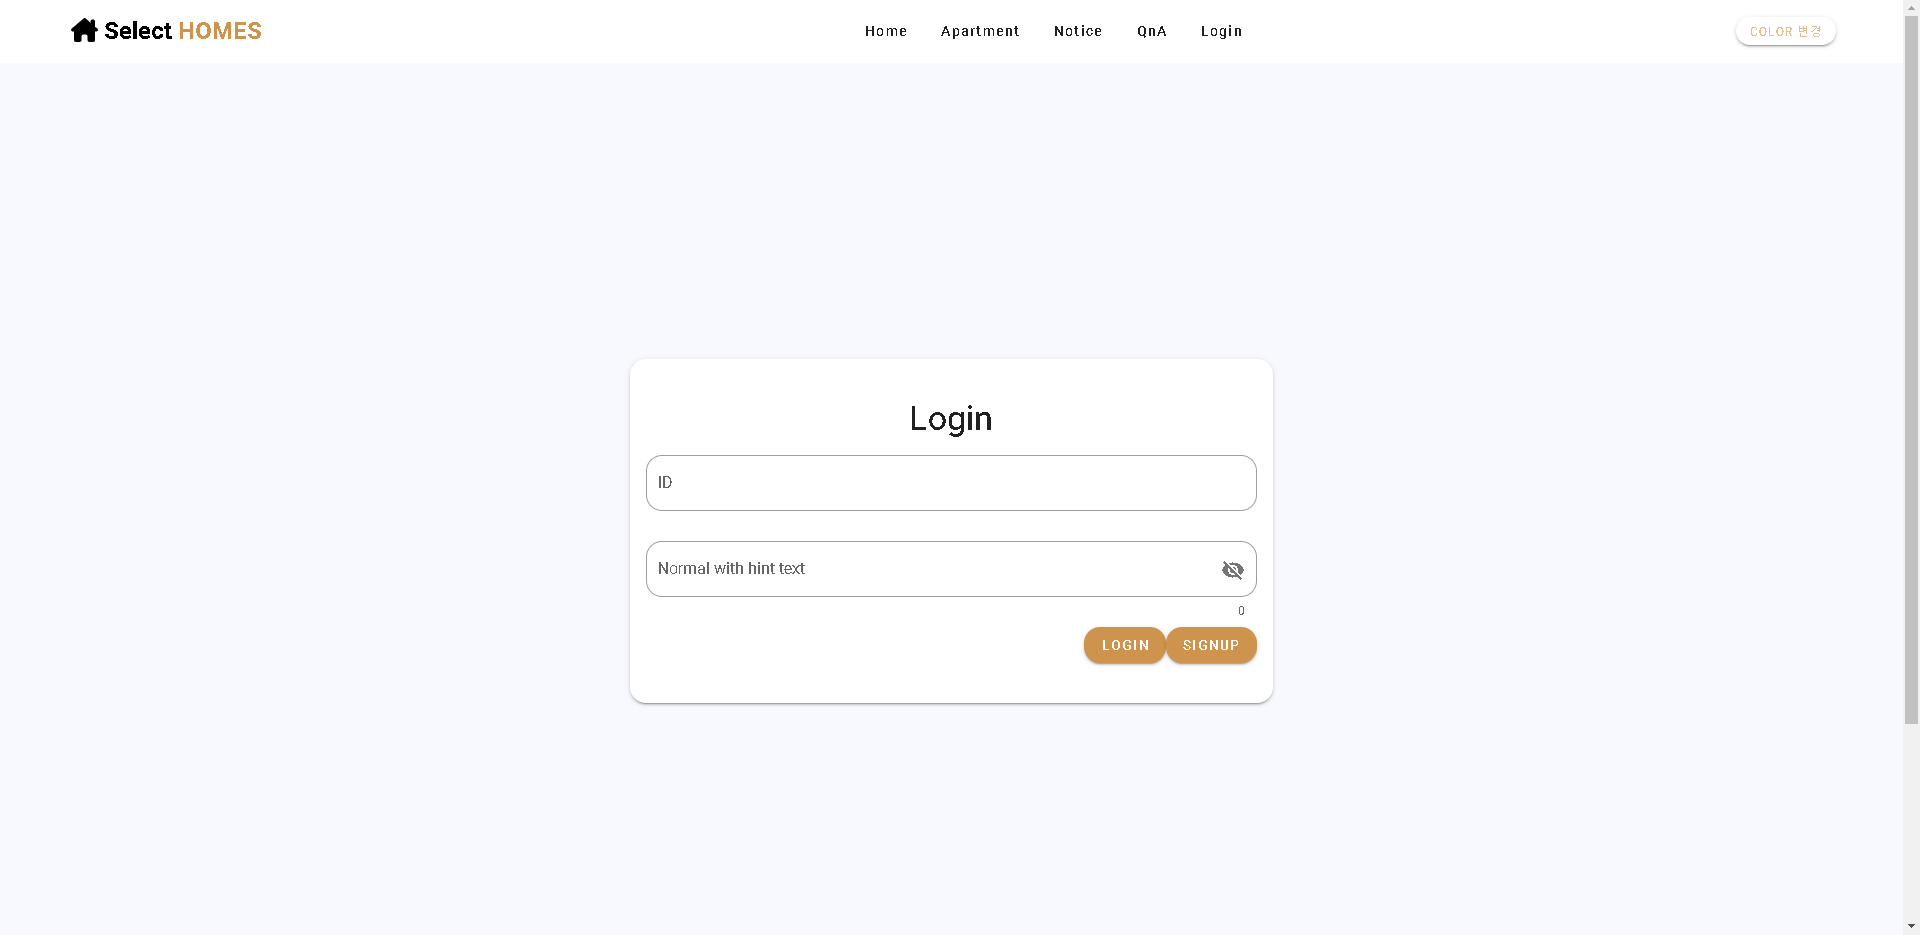 Select HOMES
Home Apartment Notice QnA Login
COLOR 변경
Login
ID
Normal with hint text
0
LOGIN SIGNUP